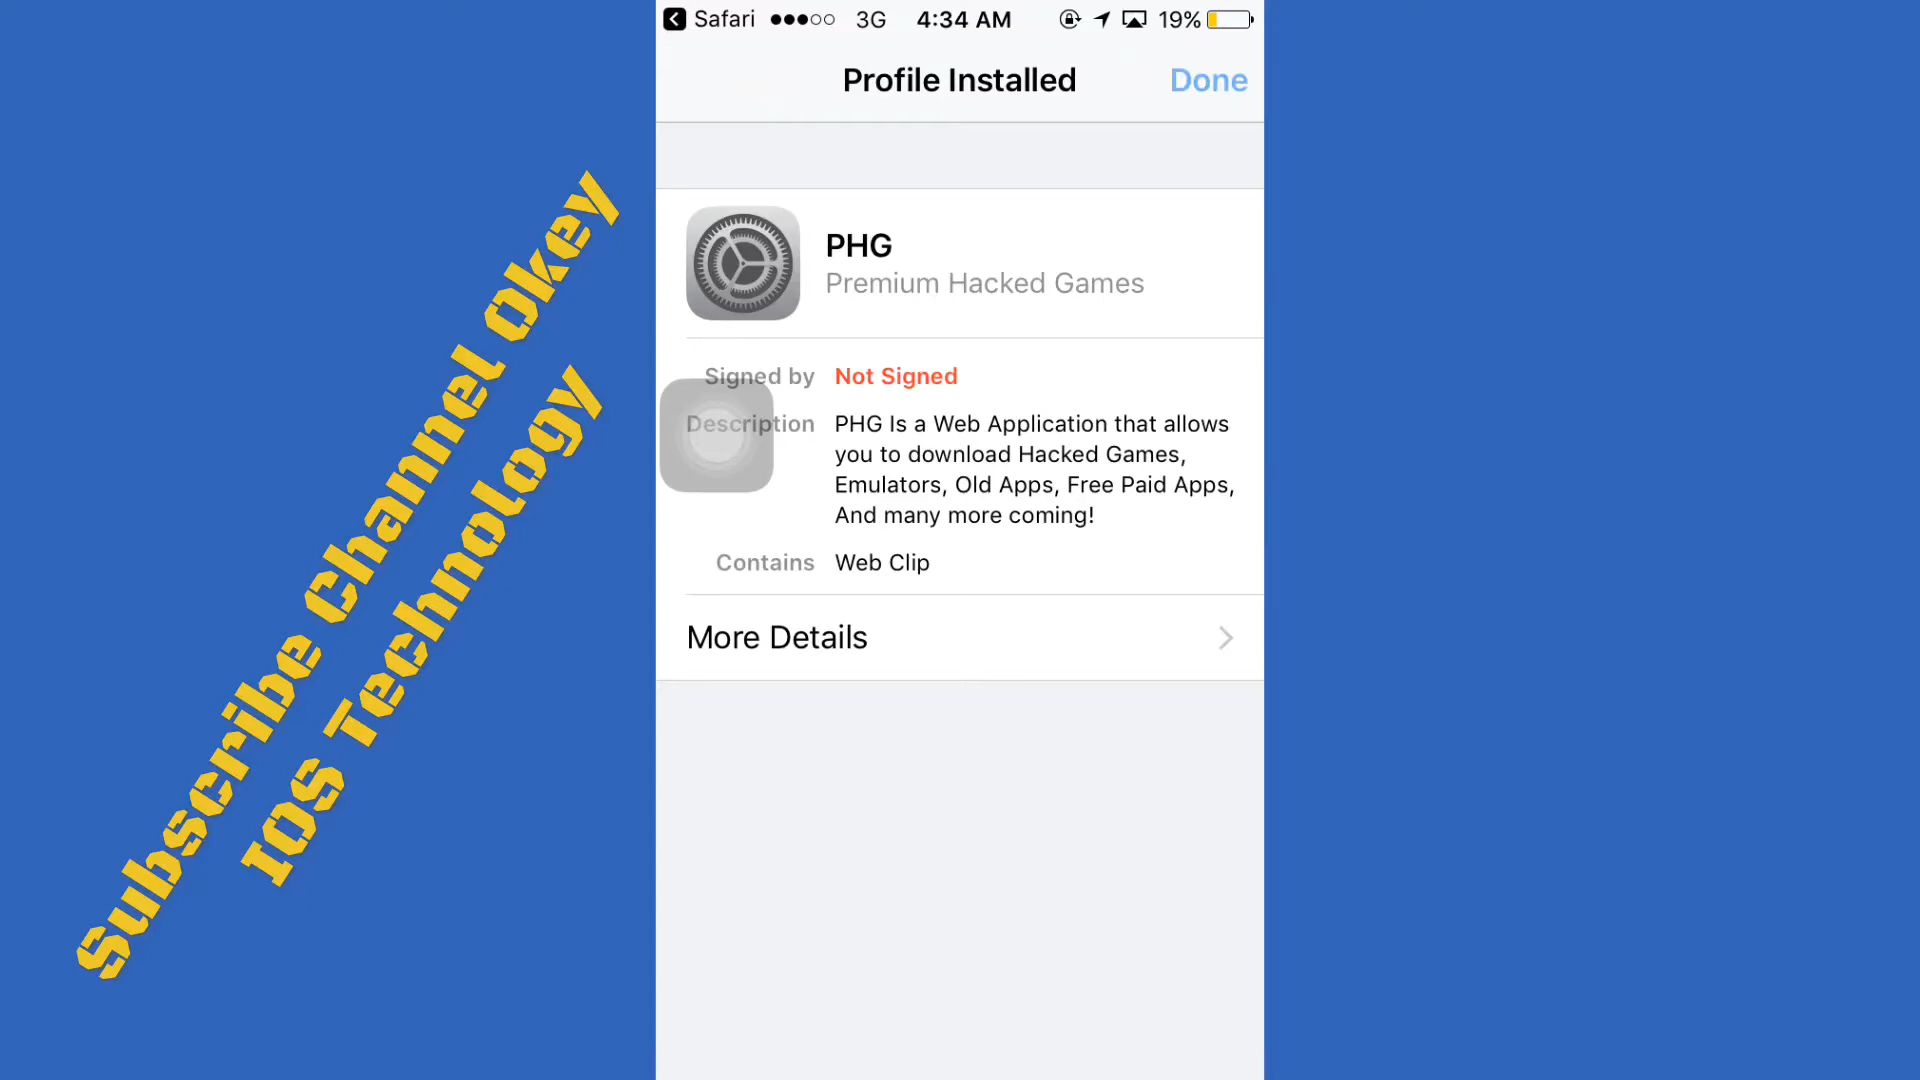 Safari 3G 4:34 AM 19%
Profile Installed Done
PHG
Premium Hacked Games
Signed by Not Signed
Description PHG Is a Web Application that allows
you to download Hacked Games,
Emulators, Old Apps, Free Paid Apps,
And many more coming!
Contains Web Clip
More Details
Subscribe Channel Okey
IOS Technology